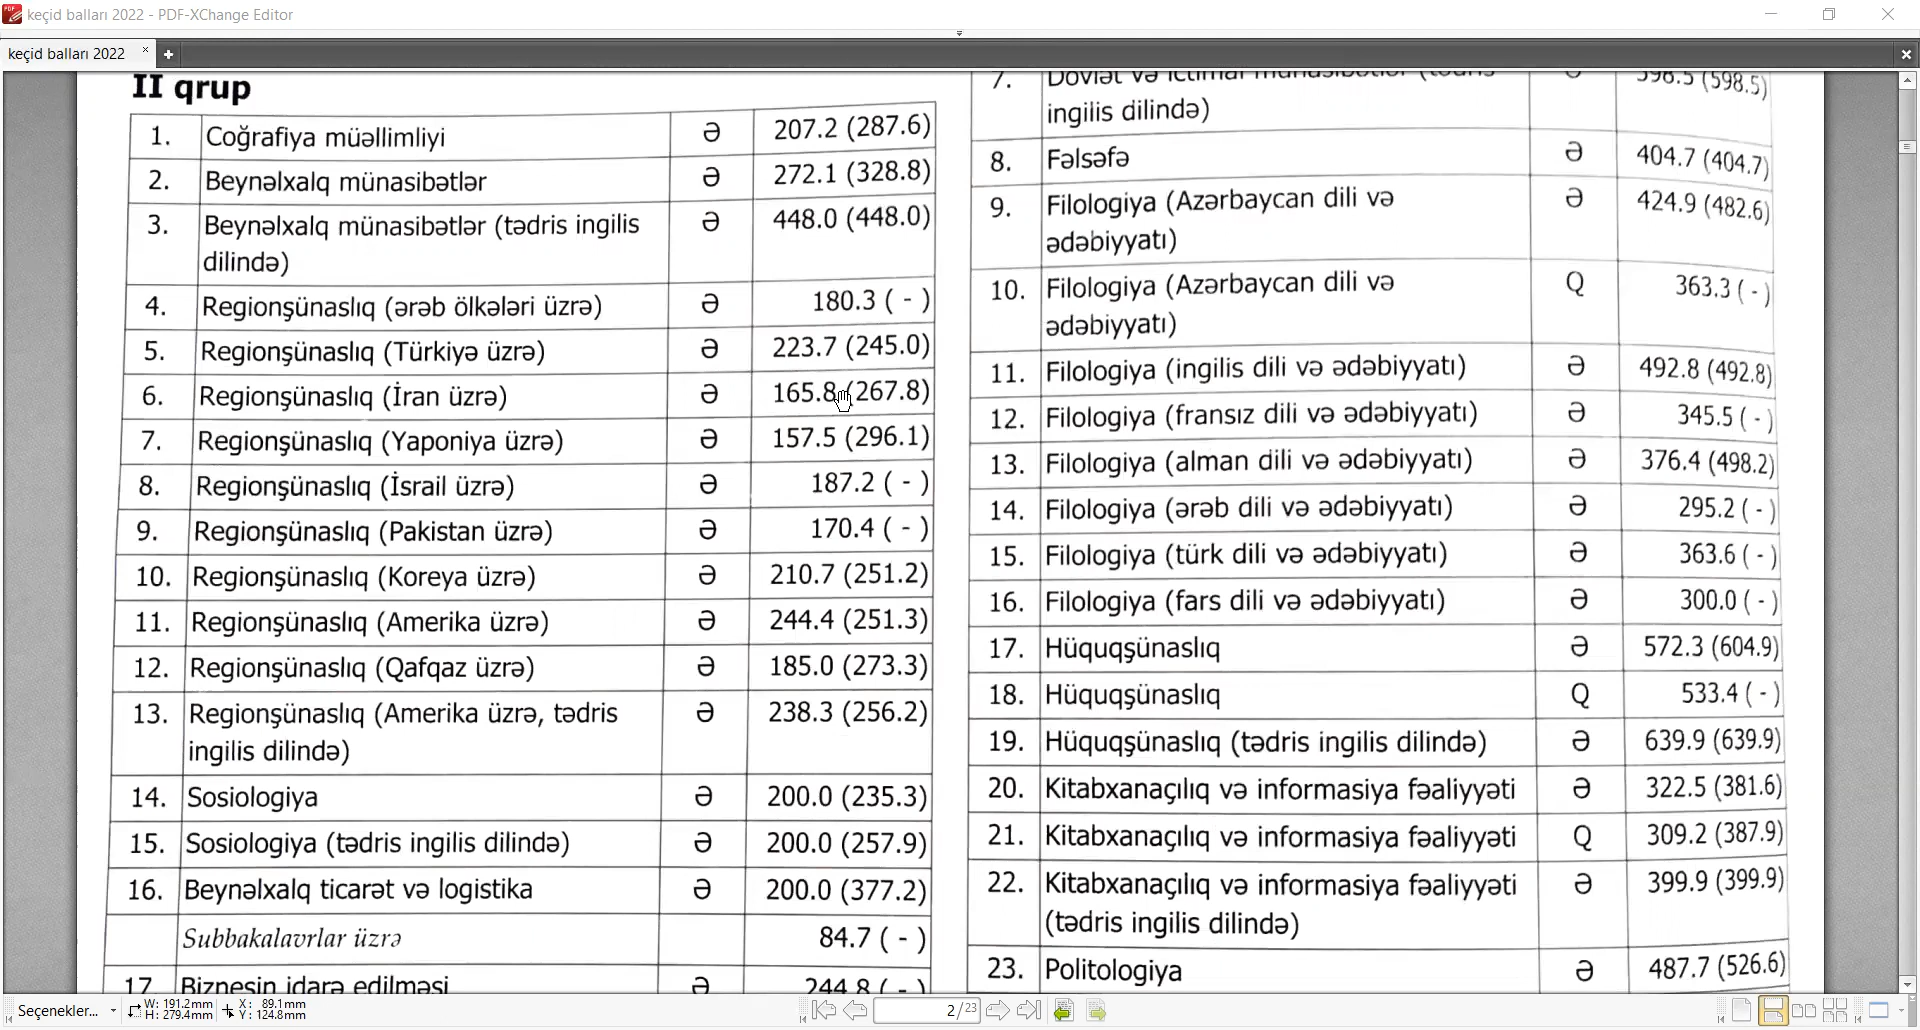 keçid balları 2022 - PDF-XChange Editor
keçid balları 2022
II qrup
1. Coğrafiya müəllimliyi Ə 207.2 (287.6)
2. Beynəlxalq münasibətlər Ə 272.1 (328.8)
3. Beynəlxalq münasibətlər (tədris ingilis Ə 448.0 (448.0)
dilində)
4. Regionşünaslıq (ərəb ölkələri üzrə) Ə 180.3 ( - )
5. Regionşünaslıq (Türkiyə üzrə) Ə 223.7 (245.0)
6. Regionşünaslıq (İran üzrə) Ə 165.8 (267.8)
7. Regionşünaslıq (Yaponiya üzrə) Ə 157.5 (296.1)
8. Regionşünaslıq (İsrail üzrə) Ə 187.2 ( - )
9. Regionşünaslıq (Pakistan üzrə) Ə 170.4 ( - )
10. Regionşünaslıq (Koreya üzrə) Ə 210.7 (251.2)
11. Regionşünaslıq (Amerika üzrə) Ə 244.4 (251.3)
12. Regionşünaslıq (Qafqaz üzrə) Ə 185.0 (273.3)
13. Regionşünaslıq (Amerika üzrə, tədris Ə 238.3 (256.2)
ingilis dilində)
14. Sosiologiya Ə 200.0 (235.3)
15. Sosiologiya (tədris ingilis dilində) Ə 200.0 (257.9)
16. Beynəlxalq ticarət və logistika Ə 200.0 (377.2)
Subbakalavrlar üzrə 84.7 ( - )
17. Biznesin idarə edilməsi Ə 244.8 ( - )
7. Dövlət və ictimai münasibətlər (tədris Ə 598.5 (598.5)
ingilis dilində)
8. Fəlsəfə Ə 404.7 (404.7)
9. Filologiya (Azərbaycan dili və Ə 424.9 (482.6)
ədəbiyyatı)
10. Filologiya (Azərbaycan dili və Q 363.3 ( - )
ədəbiyyatı)
11. Filologiya (ingilis dili və ədəbiyyatı) Ə 492.8 (492.8)
12. Filologiya (fransız dili və ədəbiyyatı) Ə 345.5 ( - )
13. Filologiya (alman dili və ədəbiyyatı) Ə 376.4 (498.2)
14. Filologiya (ərəb dili və ədəbiyyatı) Ə 295.2 ( - )
15. Filologiya (türk dili və ədəbiyyatı) Ə 363.6 ( - )
16. Filologiya (fars dili və ədəbiyyatı) Ə 300.0 ( - )
17. Hüquqşünaslıq Ə 572.3 (604.9)
18. Hüquqşünaslıq Q 533.4 ( - )
19. Hüquqşünaslıq (tədris ingilis dilində) Ə 639.9 (639.9)
20. Kitabxanaçılıq və informasiya fəaliyyəti Ə 322.5 (381.6)
21. Kitabxanaçılıq və informasiya fəaliyyəti Q 309.2 (387.9)
22. Kitabxanaçılıq və informasiya fəaliyyəti Ə 399.9 (399.9)
(tədris ingilis dilində)
23. Politologiya Ə 487.7 (526.6)
Seçenekler...
W: 191.2mm X: 89.1mm
H: 279.4mm Y: 124.8mm
2 /23